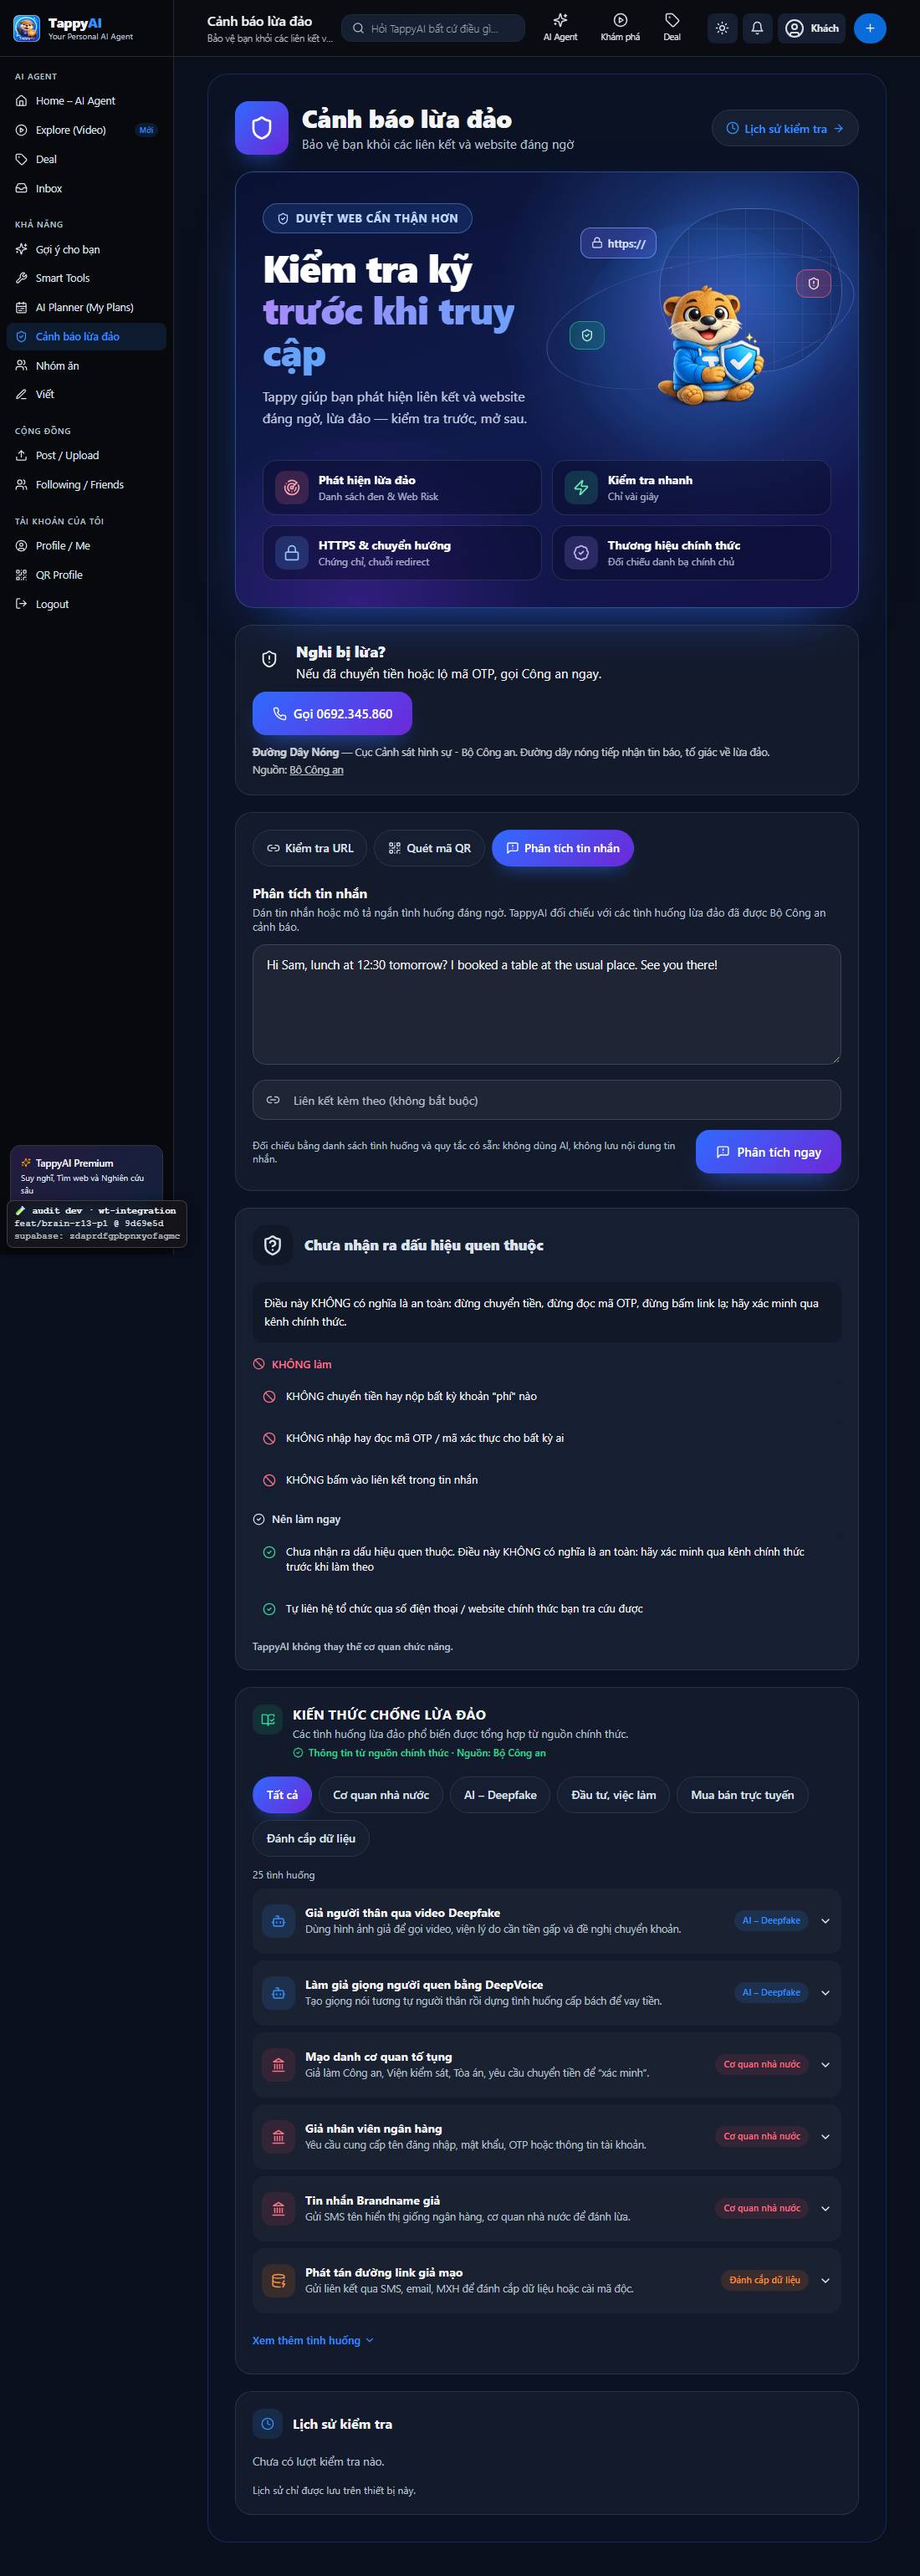 TappyAI
Your Personal AI Agent
Cảnh báo lừa đảo
Bảo vệ bạn khỏi các liên kết v...
Hỏi TappyAI bất cứ điều gì...
AI Agent
Khám phá
Deal
Khách
AI AGENT
Home – AI Agent
Explore (Video)
Mới
Deal
Inbox
KHẢ NĂNG
Gợi ý cho bạn
Smart Tools
AI Planner (My Plans)
Cảnh báo lừa đảo
Nhóm ăn
Viết
CỘNG ĐỒNG
Post / Upload
Following / Friends
TÀI KHOẢN CỦA TÔI
Profile / Me
QR Profile
Logout
TappyAI Premium
Suy nghĩ, Tìm web và Nghiên cứu
sâu
audit dev · wt-integration
feat/brain-r13-p1 @ 9d69e5d
supabase: zdaprdfgpbpnxyofagmc
Cảnh báo lừa đảo
Bảo vệ bạn khỏi các liên kết và website đáng ngờ
Lịch sử kiểm tra
DUYỆT WEB CẨN THẬN HƠN
Kiểm tra kỹ
trước khi truy
cập
Tappy giúp bạn phát hiện liên kết và website
đáng ngờ, lừa đảo — kiểm tra trước, mở sau.
https://
Phát hiện lừa đảo
Danh sách đen & Web Risk
Kiểm tra nhanh
Chỉ vài giây
HTTPS & chuyển hướng
Chứng chỉ, chuỗi redirect
Thương hiệu chính thức
Đối chiếu danh bạ chính chủ
Nghi bị lừa?
Nếu đã chuyển tiền hoặc lộ mã OTP, gọi Công an ngay.
Gọi 0692.345.860
Đường Dây Nóng — Cục Cảnh sát hình sự - Bộ Công an. Đường dây nóng tiếp nhận tin báo, tố giác về lừa đảo.
Nguồn: Bộ Công an
Kiểm tra URL
Quét mã QR
Phân tích tin nhắn
Phân tích tin nhắn
Dán tin nhắn hoặc mô tả ngắn tình huống đáng ngờ. TappyAI đối chiếu với các tình huống lừa đảo đã được Bộ Công an
cảnh báo.
Hi Sam, lunch at 12:30 tomorrow? I booked a table at the usual place. See you there!
Liên kết kèm theo (không bắt buộc)
Đối chiếu bằng danh sách tình huống và quy tắc có sẵn: không dùng AI, không lưu nội dung tin
nhắn.
Phân tích ngay
Chưa nhận ra dấu hiệu quen thuộc
Điều này KHÔNG có nghĩa là an toàn: đừng chuyển tiền, đừng đọc mã OTP, đừng bấm link lạ; hãy xác minh qua
kênh chính thức.
KHÔNG làm
KHÔNG chuyển tiền hay nộp bất kỳ khoản "phí" nào
KHÔNG nhập hay đọc mã OTP / mã xác thực cho bất kỳ ai
KHÔNG bấm vào liên kết trong tin nhắn
Nên làm ngay
Chưa nhận ra dấu hiệu quen thuộc. Điều này KHÔNG có nghĩa là an toàn: hãy xác minh qua kênh chính thức
trước khi làm theo
Tự liên hệ tổ chức qua số điện thoại / website chính thức bạn tra cứu được
TappyAI không thay thế cơ quan chức năng.
KIẾN THỨC CHỐNG LỪA ĐẢO
Các tình huống lừa đảo phổ biến được tổng hợp từ nguồn chính thức.
Thông tin từ nguồn chính thức · Nguồn: Bộ Công an
Tất cả
Cơ quan nhà nước
AI – Deepfake
Đầu tư, việc làm
Mua bán trực tuyến
Đánh cắp dữ liệu
25 tình huống
Giả người thân qua video Deepfake
Dùng hình ảnh giả để gọi video, viện lý do cần tiền gấp và đề nghị chuyển khoản.
AI – Deepfake
Làm giả giọng người quen bằng DeepVoice
Tạo giọng nói tương tự người thân rồi dựng tình huống cấp bách để vay tiền.
AI – Deepfake
Mạo danh cơ quan tố tụng
Giả làm Công an, Viện kiểm sát, Tòa án, yêu cầu chuyển tiền để “xác minh”.
Cơ quan nhà nước
Giả nhân viên ngân hàng
Yêu cầu cung cấp tên đăng nhập, mật khẩu, OTP hoặc thông tin tài khoản.
Cơ quan nhà nước
Tin nhắn Brandname giả
Gửi SMS tên hiển thị giống ngân hàng, cơ quan nhà nước để đánh lừa.
Cơ quan nhà nước
Phát tán đường link giả mạo
Gửi liên kết qua SMS, email, MXH để đánh cắp dữ liệu hoặc cài mã độc.
Đánh cắp dữ liệu
Xem thêm tình huống
Lịch sử kiểm tra
Chưa có lượt kiểm tra nào.
Lịch sử chỉ được lưu trên thiết bị này.